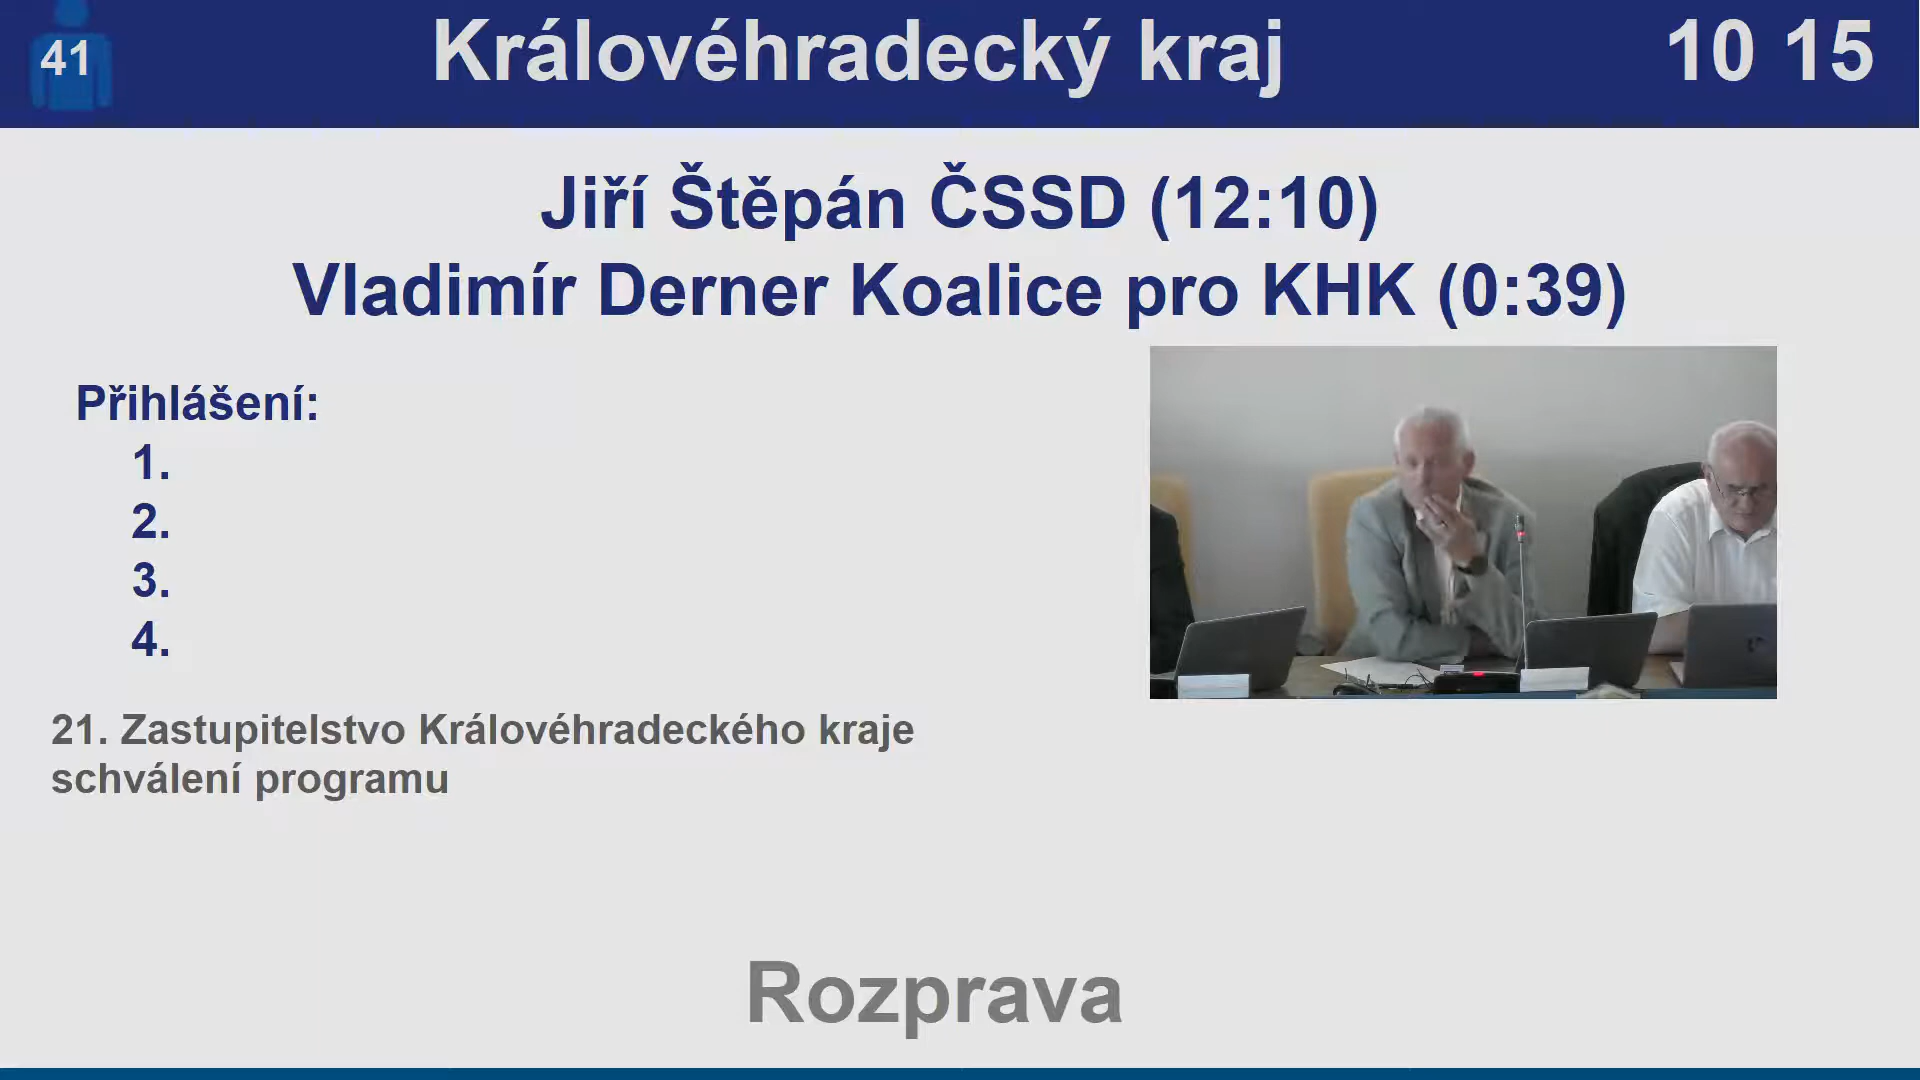 41
Královéhradecký kraj
10 15
Jiří Štěpán ČSSD (12:10)
Vladimír Derner Koalice pro KHK (0:39)
Přihlášení:
1.
2.
3.
4.
21. Zastupitelstvo Královéhradeckého kraje
schválení programu
Rozprava